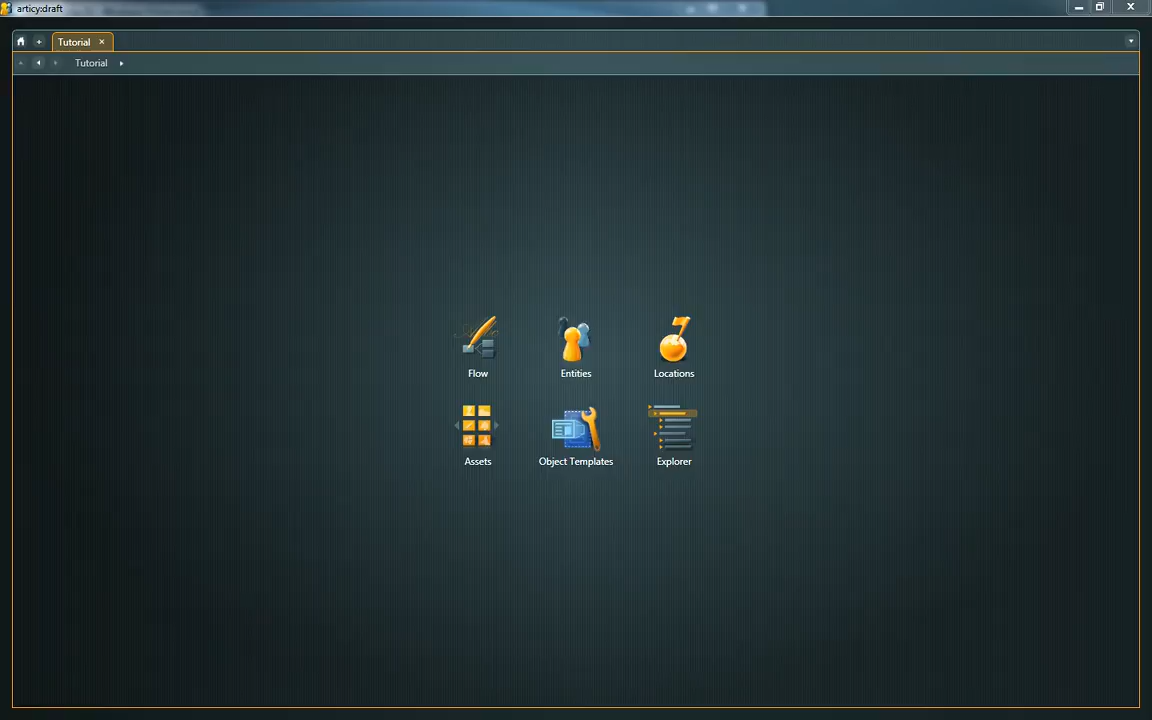 articy:draft
Tutorial
Tutorial
Flow
Entities
Locations
Assets
Object Templates
Explorer